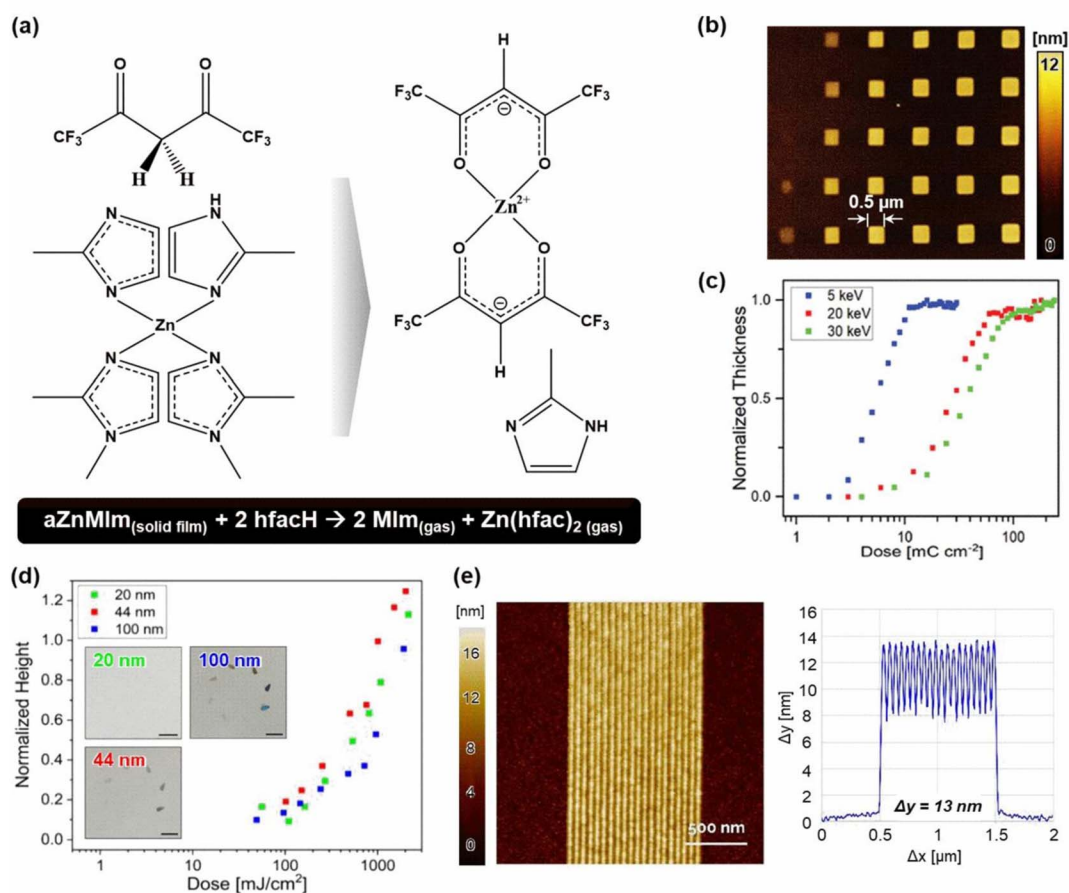 (a)
O O
CF₃ CF₃
H H
H
N N
N N
Zn
N N
N N
H
F₃C CF₃
⊖
O O
Zn²⁺
O O
F₃C ⊖ CF₃
H
N NH
aZnMIm(solid film) + 2 hfacH → 2 MIm(gas) + Zn(hfac)₂ (gas)
(b)
[nm]
12
0
0.5 µm
(c)
5 keV
20 keV
30 keV
Normalized Thickness
1.0
0.5
0.0
1 10 100
Dose [mC cm⁻²]
(d)
20 nm
44 nm
100 nm
20 nm
100 nm
44 nm
Normalized Height
1.2
1.0
0.8
0.6
0.4
0.2
0.0
1 10 100 1000
Dose [mJ/cm²]
(e)
[nm]
16
12
8
4
0
500 nm
Δy [nm]
16
14
12
10
8
6
4
2
0
Δy = 13 nm
0 0.5 1 1.5 2
Δx [µm]